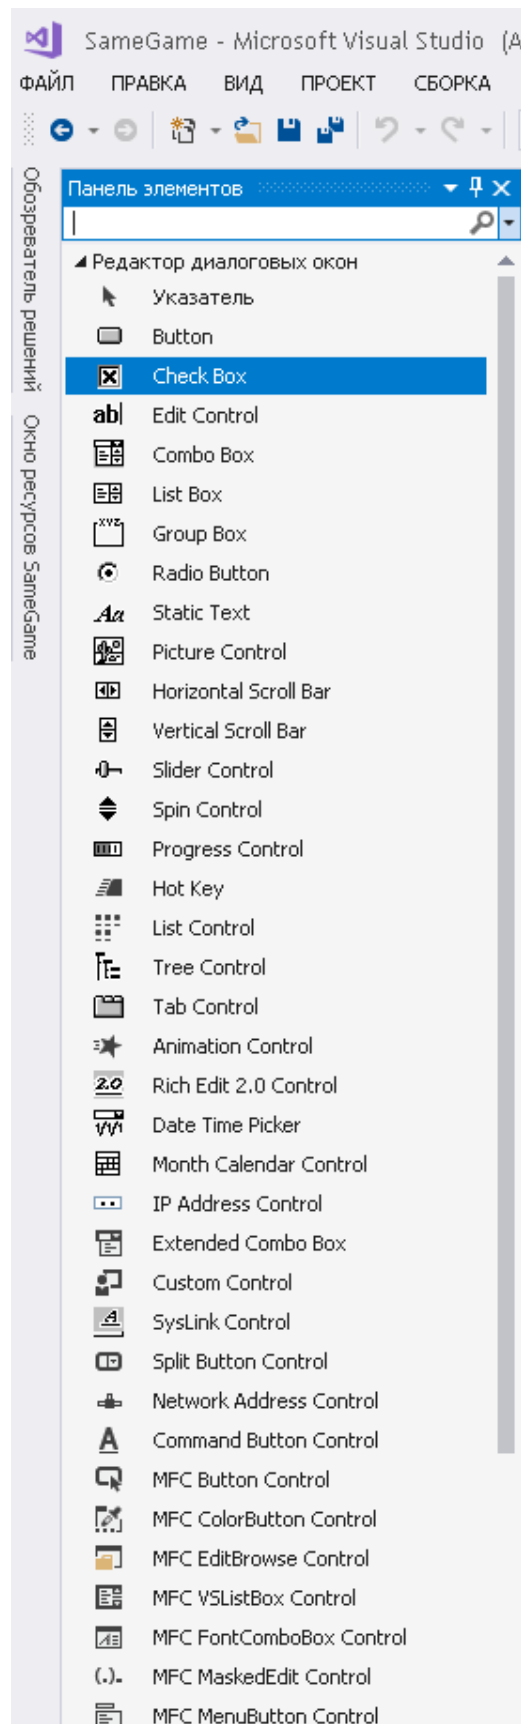 SameGame - Microsoft Visual Studio (A
ФАЙЛ ПРАВКА ВИД ПРОЕКТ СБОРКА
Обозреватель решений
Окно ресурсов SameGame
Панель элементов
Редактор диалоговых окон
Указатель
Button
Check Box
ab| Edit Control
Combo Box
List Box
XYZ Group Box
Radio Button
Aa Static Text
Picture Control
Horizontal Scroll Bar
Vertical Scroll Bar
Slider Control
Spin Control
Progress Control
Hot Key
List Control
Tree Control
Tab Control
Animation Control
2.0 Rich Edit 2.0 Control
Date Time Picker
Month Calendar Control
IP Address Control
Extended Combo Box
Custom Control
A SysLink Control
Split Button Control
Network Address Control
A Command Button Control
MFC Button Control
MFC ColorButton Control
MFC EditBrowse Control
MFC VSListBox Control
MFC FontComboBox Control
(.). MFC MaskedEdit Control
MFC MenuButton Control